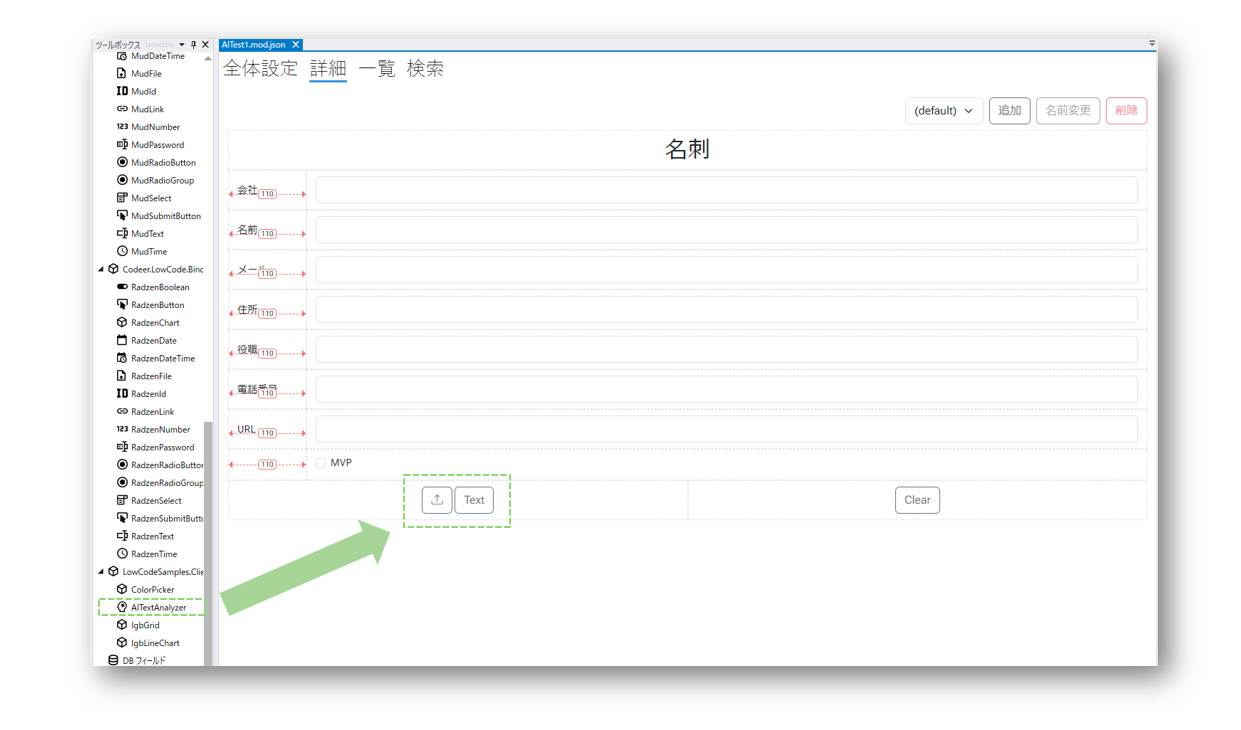 ツールボックス
AITest1.mod.json
MudDateTime
MudFile
MudId
MudLink
MudNumber
MudPassword
MudRadioButton
MudRadioGroup
MudSelect
MudSubmitButton
MudText
MudTime
Codeer.LowCode.Binc
RadzenBoolean
RadzenButton
RadzenChart
RadzenDate
RadzenDateTime
RadzenFile
RadzenId
RadzenLink
RadzenNumber
RadzenPassword
RadzenRadioButtor
RadzenRadioGroup
RadzenSelect
RadzenSubmitButto
RadzenText
RadzenTime
LowCodeSamples.Clie
ColorPicker
AITextAnalyzer
IgbGrid
IgbLineChart
DB フィールド
全体設定 詳細 一覧 検索
(default) 追加 名前変更 削除
名刺
会社 110
名前 110
メール 110
住所 110
役職 110
電話番号 110
URL 110
110 MVP
Text Clear